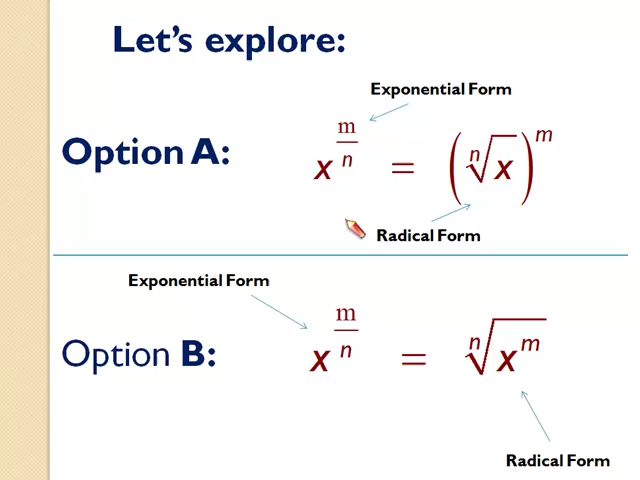 Let's explore:
Exponential Form
Option A: x^(m/n) = (ⁿ√x)^m
Radical Form
Exponential Form
Option B: x^(m/n) = ⁿ√(x^m)
Radical Form